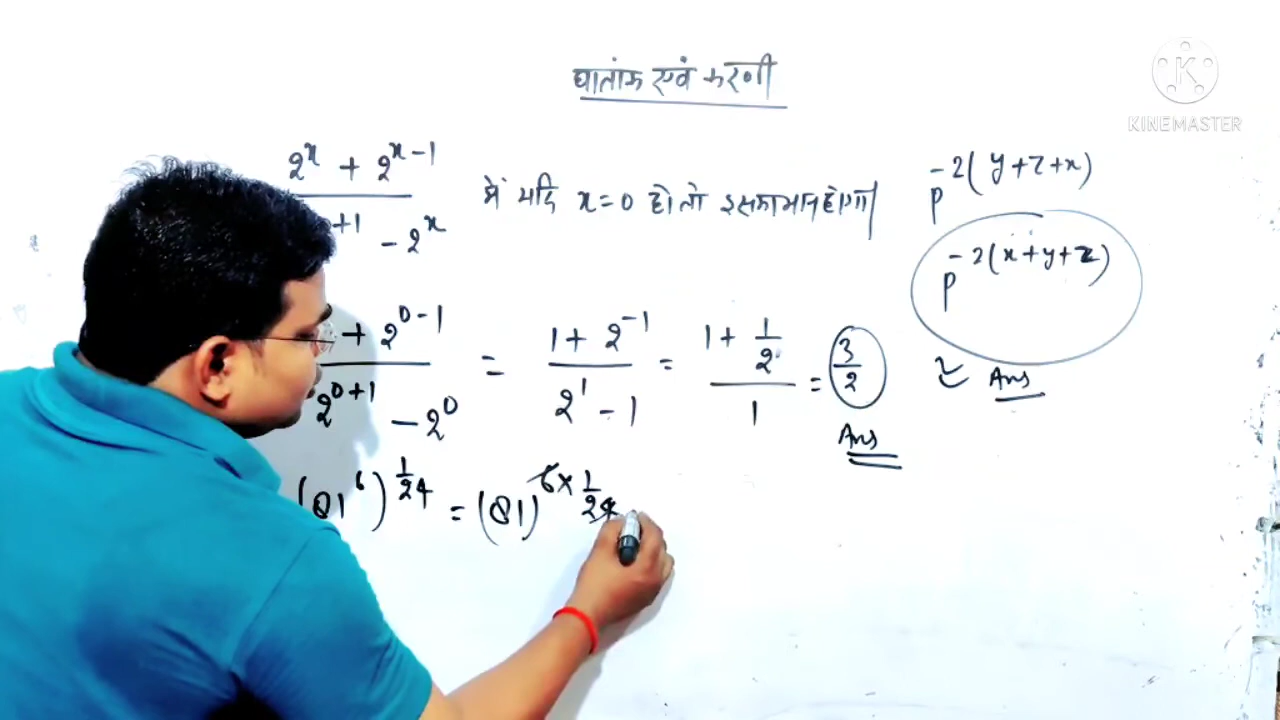 घातांक एवं करणी
KINEMASTER
2^x + 2^(x-1)
+1 - 2^x
में यदि x=0 हो तो इसका मान होगा
p^-2(y+z+x)
p^-2(x+y+z)
Ans
+ 2^(0-1)
2^(0+1) - 2^0
= 1 + 2^-1
2^1 - 1
= 1 + 1/2
1
= 3/2
Ans
(81^6)^(1/24) = (81)^(6×1/24)